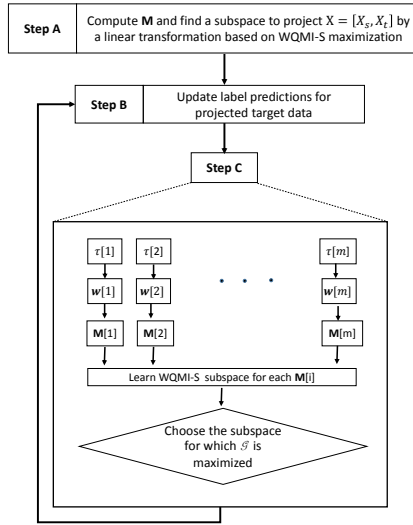 Step A
Compute M and find a subspace to project X = [Xₛ, Xₜ] by
a linear transformation based on WQMI-S maximization
Step B
Update label predictions for
projected target data
Step C
τ[1] τ[2] . . . τ[m]
w[1] w[2] w[m]
M[1] M[2] M[m]
Learn WQMI-S subspace for each M[i]
Choose the subspace
for which 𝒢 is
maximized